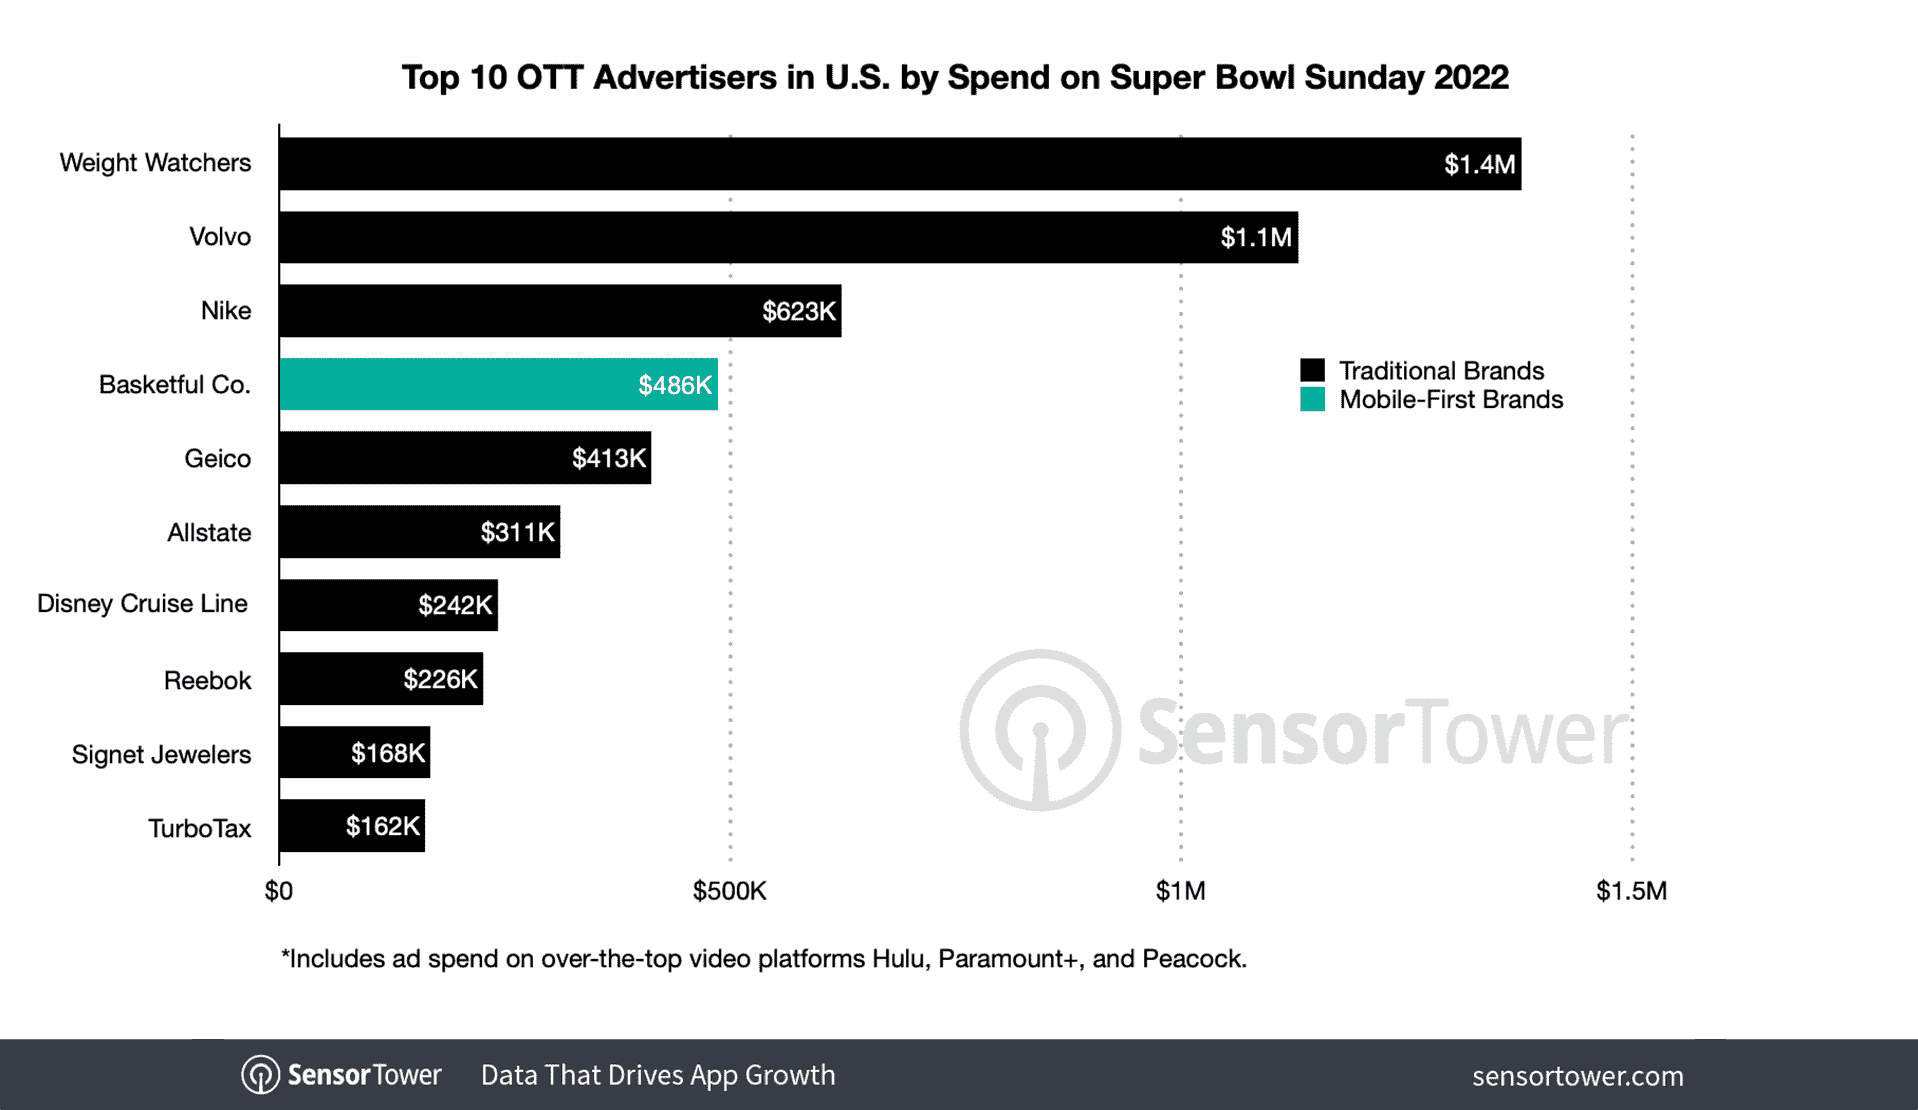 Top 10 OTT Advertisers in U.S. by Spend on Super Bowl Sunday 2022
Weight Watchers
$1.4M
Volvo
$1.1M
Nike
$623K
Basketful Co.
$486K
Geico
$413K
Allstate
$311K
Disney Cruise Line
$242K
Reebok
$226K
Signet Jewelers
$168K
TurboTax
$162K
Traditional Brands
Mobile-First Brands
SensorTower
$0 $500K $1M $1.5M
*Includes ad spend on over-the-top video platforms Hulu, Paramount+, and Peacock.
SensorTower Data That Drives App Growth sensortower.com